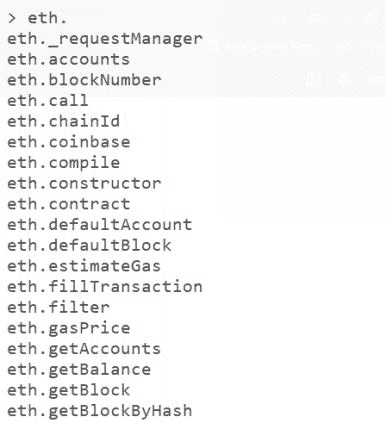 > eth.
eth._requestManager
eth.accounts
eth.blockNumber
eth.call
eth.chainId
eth.coinbase
eth.compile
eth.constructor
eth.contract
eth.defaultAccount
eth.defaultBlock
eth.estimateGas
eth.fillTransaction
eth.filter
eth.gasPrice
eth.getAccounts
eth.getBalance
eth.getBlock
eth.getBlockByHash